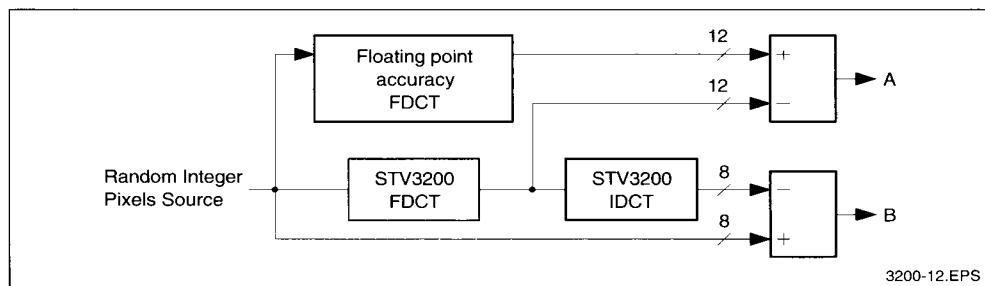 Floating point
accuracy
FDCT
12
+
A
12
−
Random Integer
Pixels Source
STV3200
FDCT
STV3200
IDCT
8
−
B
8
+
3200-12.EPS